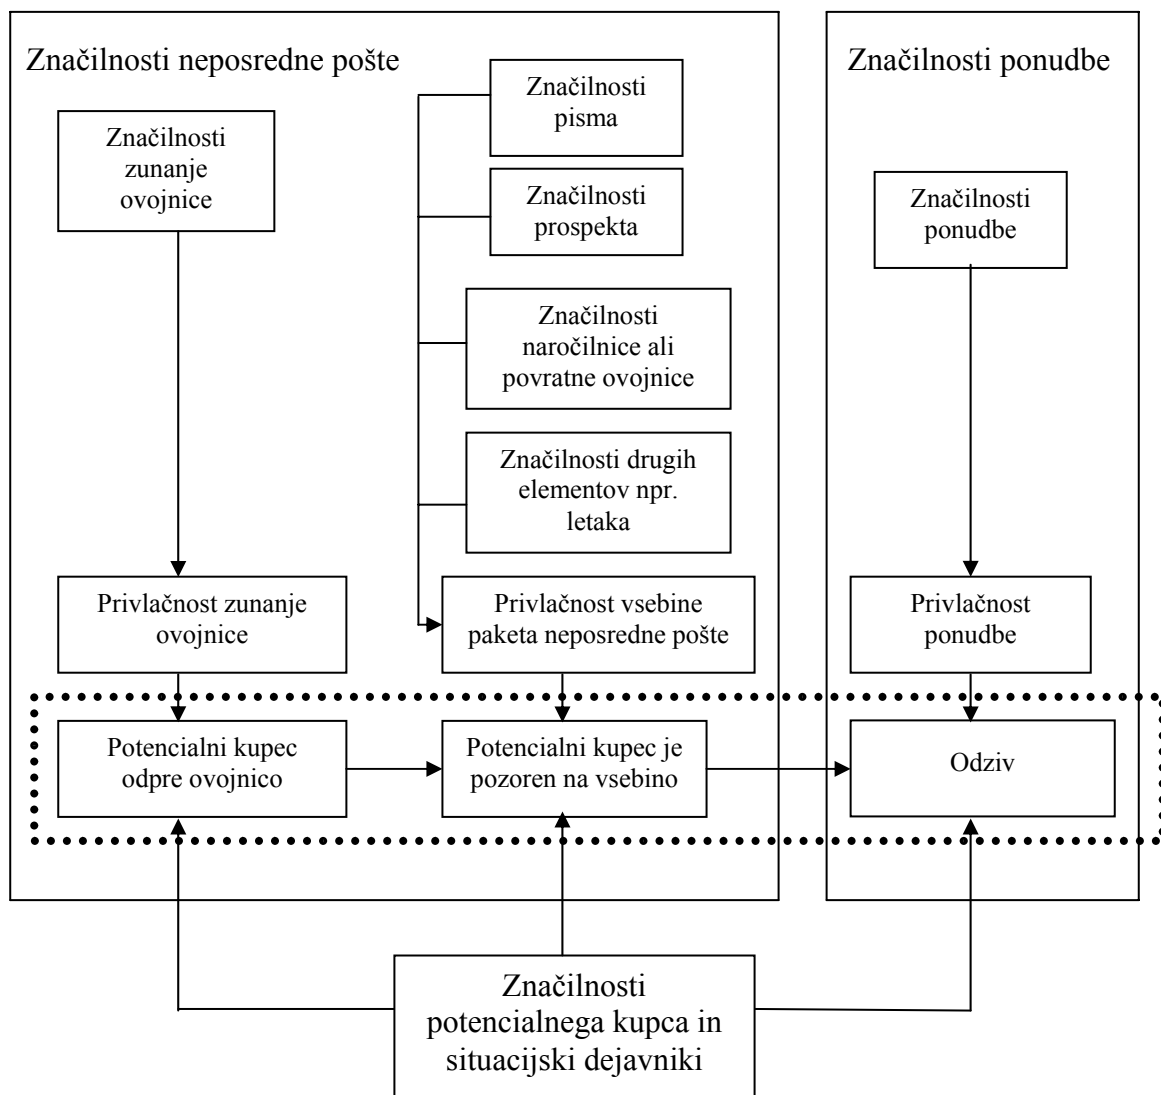 Značilnosti neposredne pošte
Značilnosti
zunanje
ovojnice
Značilnosti
pisma
Značilnosti
prospekta
Značilnosti
naročilnice ali
povratne ovojnice
Značilnosti drugih
elementov npr.
letaka
Privlačnost zunanje
ovojnice
Privlačnost vsebine
paketa neposredne pošte
Potencialni kupec
odpre ovojnico
Potencialni kupec je
pozoren na vsebino
Značilnosti ponudbe
Značilnosti
ponudbe
Privlačnost
ponudbe
Odziv
Značilnosti
potencialnega kupca in
situacijski dejavniki